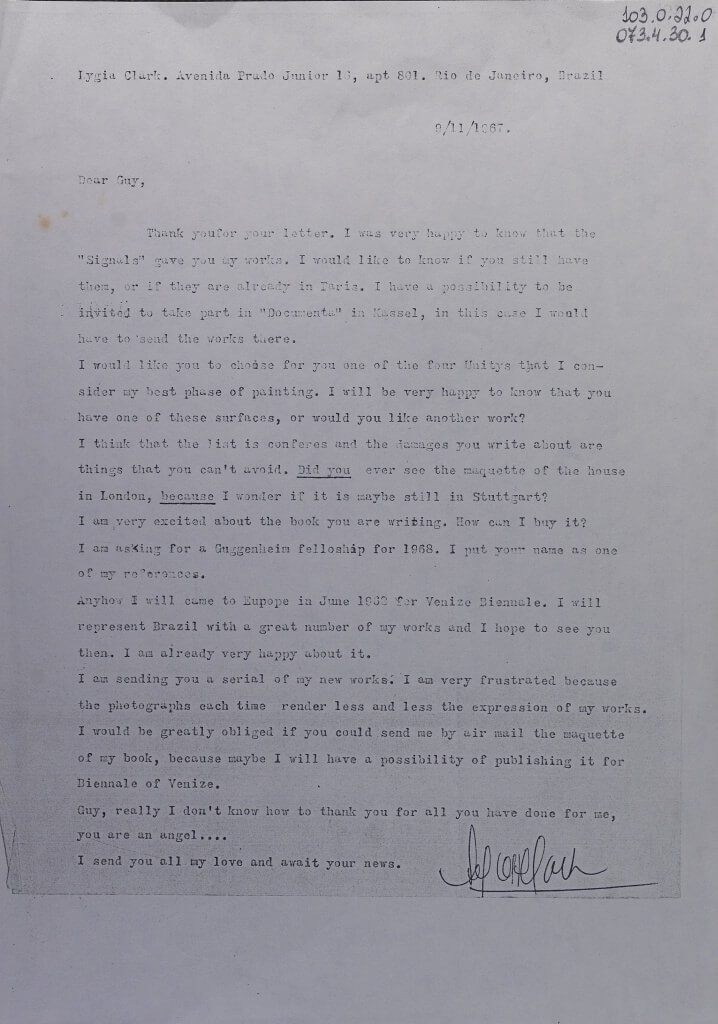 103.0.22.0
073.4.30.1
Lygia Clark. Avenida Prado Junior 16, apt 801. Rio de Janeiro, Brazil
9/11/1967.
Dear Guy,
Thank youfor your letter. I was very happy to know that the
"Signals" gave you my works. I would like to know if you still have
them, or if they are already in Paris. I have a possibility to be
invited to take part in "Documenta" in Kassel, in this case I would
have to send the works there.
I would like you to choose for you one of the four Unitys that I con-
sider my best phase of painting. I will be very happy to know that you
have one of these surfaces, or would you like another work?
I think that the list is conferes and the damages you write about are
things that you can't avoid. Did you ever see the maquette of the house
in London, because I wonder if it is maybe still in Stuttgart?
I am very excited about the book you are writing. How can I buy it?
I am asking for a Guggenheim felloship for 1968. I put your name as one
of my references.
Anyhow I will came to Eupope in June 1968 for Venize Biennale. I will
represent Brazil with a great number of my works and I hope to see you
then. I am already very happy about it.
I am sending you a serial of my new works. I am very frustrated because
the photographs each time render less and less the expression of my works.
I would be greatly obliged if you could send me by air mail the maquette
of my book, because maybe I will have a possibility of publishing it for
Biennale of Venize.
Guy, really I don't know how to thank you for all you have done for me,
you are an angel....
I send you all my love and await your news.